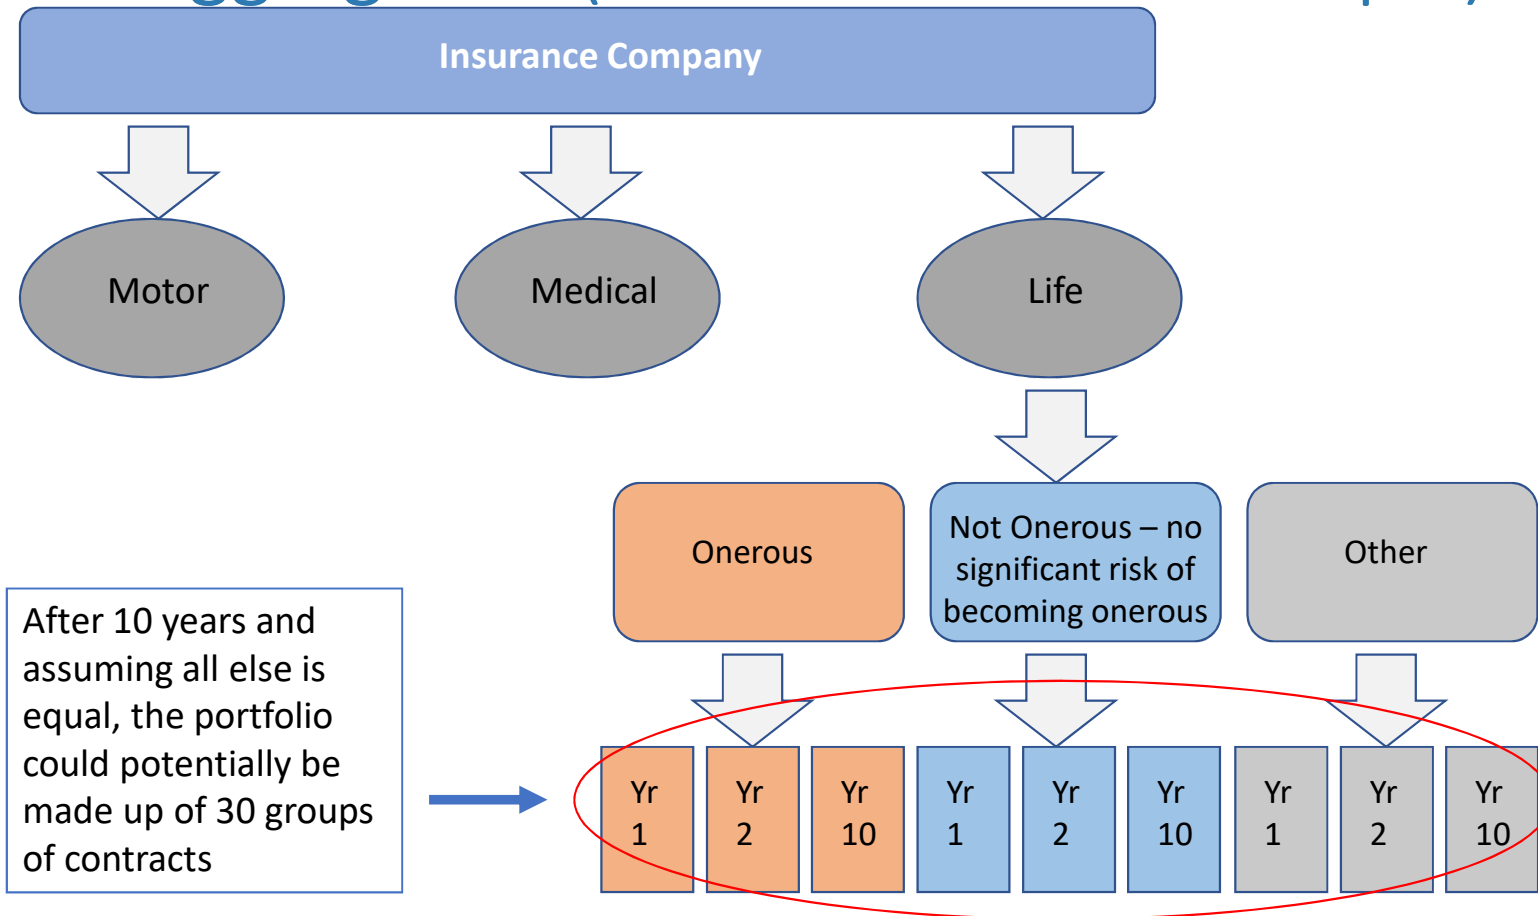 Insurance Company
Motor
Medical
Life
Onerous
Not Onerous – no
significant risk of
becoming onerous
Other
After 10 years and
assuming all else is
equal, the portfolio
could potentially be
made up of 30 groups
of contracts
Yr
1
Yr
2
Yr
10
Yr
1
Yr
2
Yr
10
Yr
1
Yr
2
Yr
10